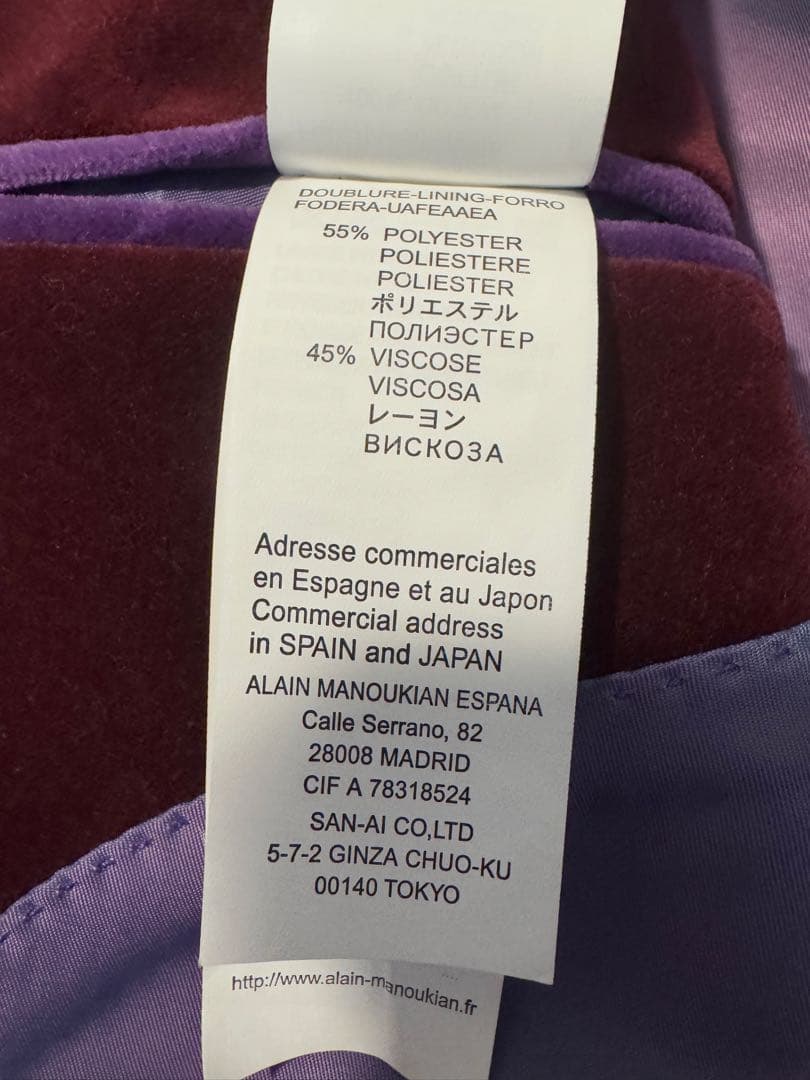 DOUBLURE-LINING-FORRO
FODERA-UAFEAAEA
55% POLYESTER
POLIESTERE
POLIESTER
ポリエステル
ПОЛИЭСТЕР
45% VISCOSE
VISCOSA
レーヨン
ВИСКОЗА
Adresse commerciales
en Espagne et au Japon
Commercial address
in SPAIN and JAPAN
ALAIN MANOUKIAN ESPANA
Calle Serrano, 82
28008 MADRID
CIF A 78318524
SAN-AI CO,LTD
5-7-2 GINZA CHUO-KU
00140 TOKYO
http://www.alain-manoukian.fr